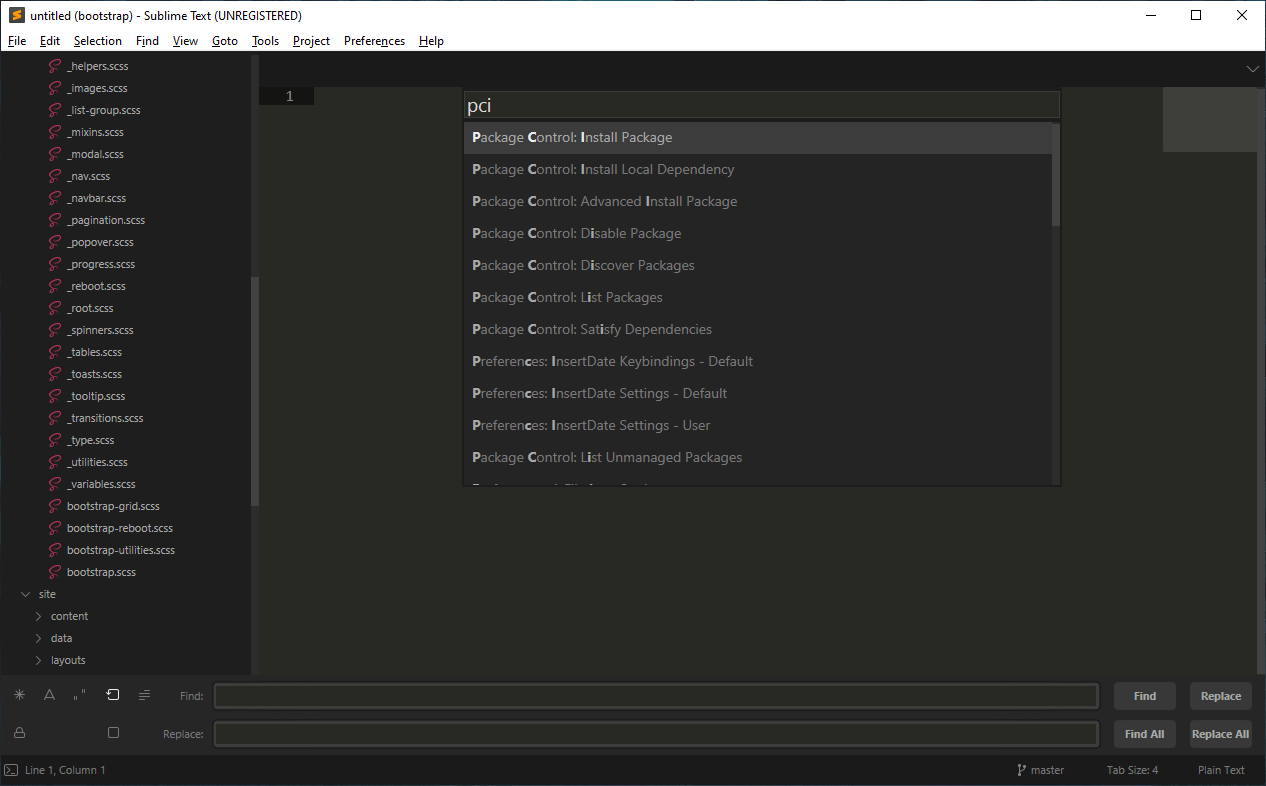 untitled (bootstrap) - Sublime Text (UNREGISTERED)
File Edit Selection Find View Goto Tools Project Preferences Help
_helpers.scss
_images.scss
_list-group.scss
_mixins.scss
_modal.scss
_nav.scss
_navbar.scss
_pagination.scss
_popover.scss
_progress.scss
_reboot.scss
_root.scss
_spinners.scss
_tables.scss
_toasts.scss
_tooltip.scss
_transitions.scss
_type.scss
_utilities.scss
_variables.scss
bootstrap-grid.scss
bootstrap-reboot.scss
bootstrap-utilities.scss
bootstrap.scss
site
content
data
layouts
1
pci
Package Control: Install Package
Package Control: Install Local Dependency
Package Control: Advanced Install Package
Package Control: Disable Package
Package Control: Discover Packages
Package Control: List Packages
Package Control: Satisfy Dependencies
Preferences: InsertDate Keybindings - Default
Preferences: InsertDate Settings - Default
Preferences: InsertDate Settings - User
Package Control: List Unmanaged Packages
Find: Find Replace
Replace: Find All Replace All
Line 1, Column 1 master Tab Size: 4 Plain Text